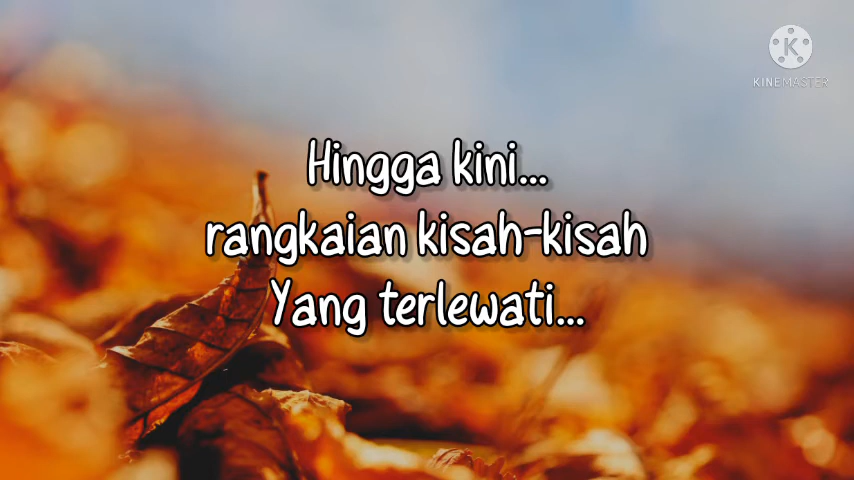 KINEMASTER
Hingga kini...
rangkaian kisah-kisah
Yang terlewati...